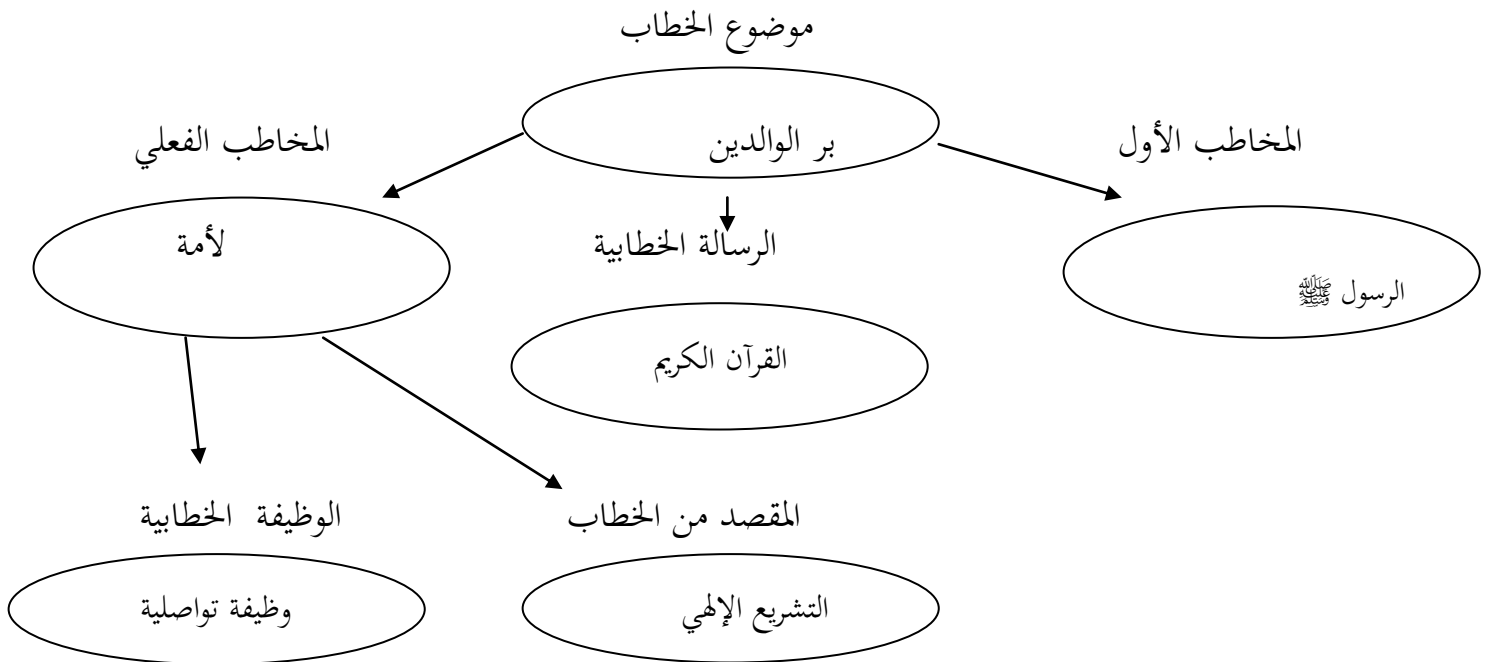 موضوع الخطاب
بر الوالدين
المخاطب الأول
المخاطب الفعلي
الرسول ﷺ
الرسالة الخطابية
لأمة
القرآن الكريم
المقصد من الخطاب
الوظيفة الخطابية
التشريع الإلهي
وظيفة تواصلية